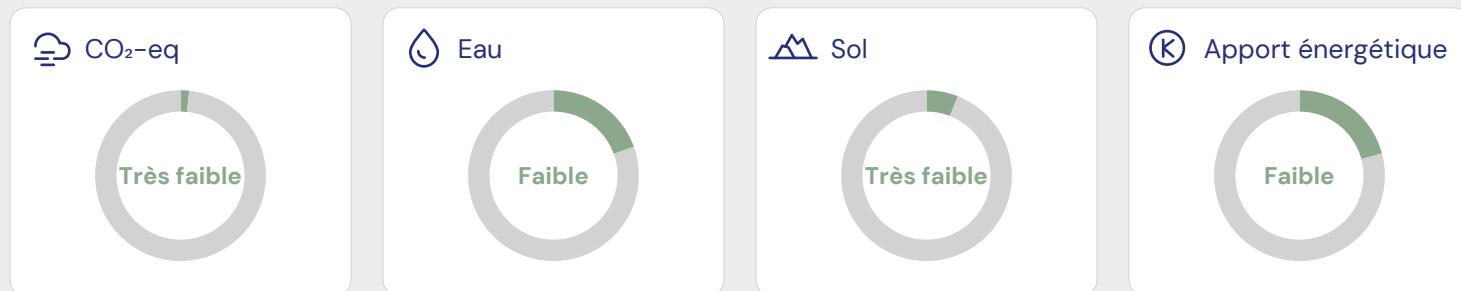 CO₂-eq
Très faible
Eau
Faible
Sol
Très faible
Apport énergétique
Faible